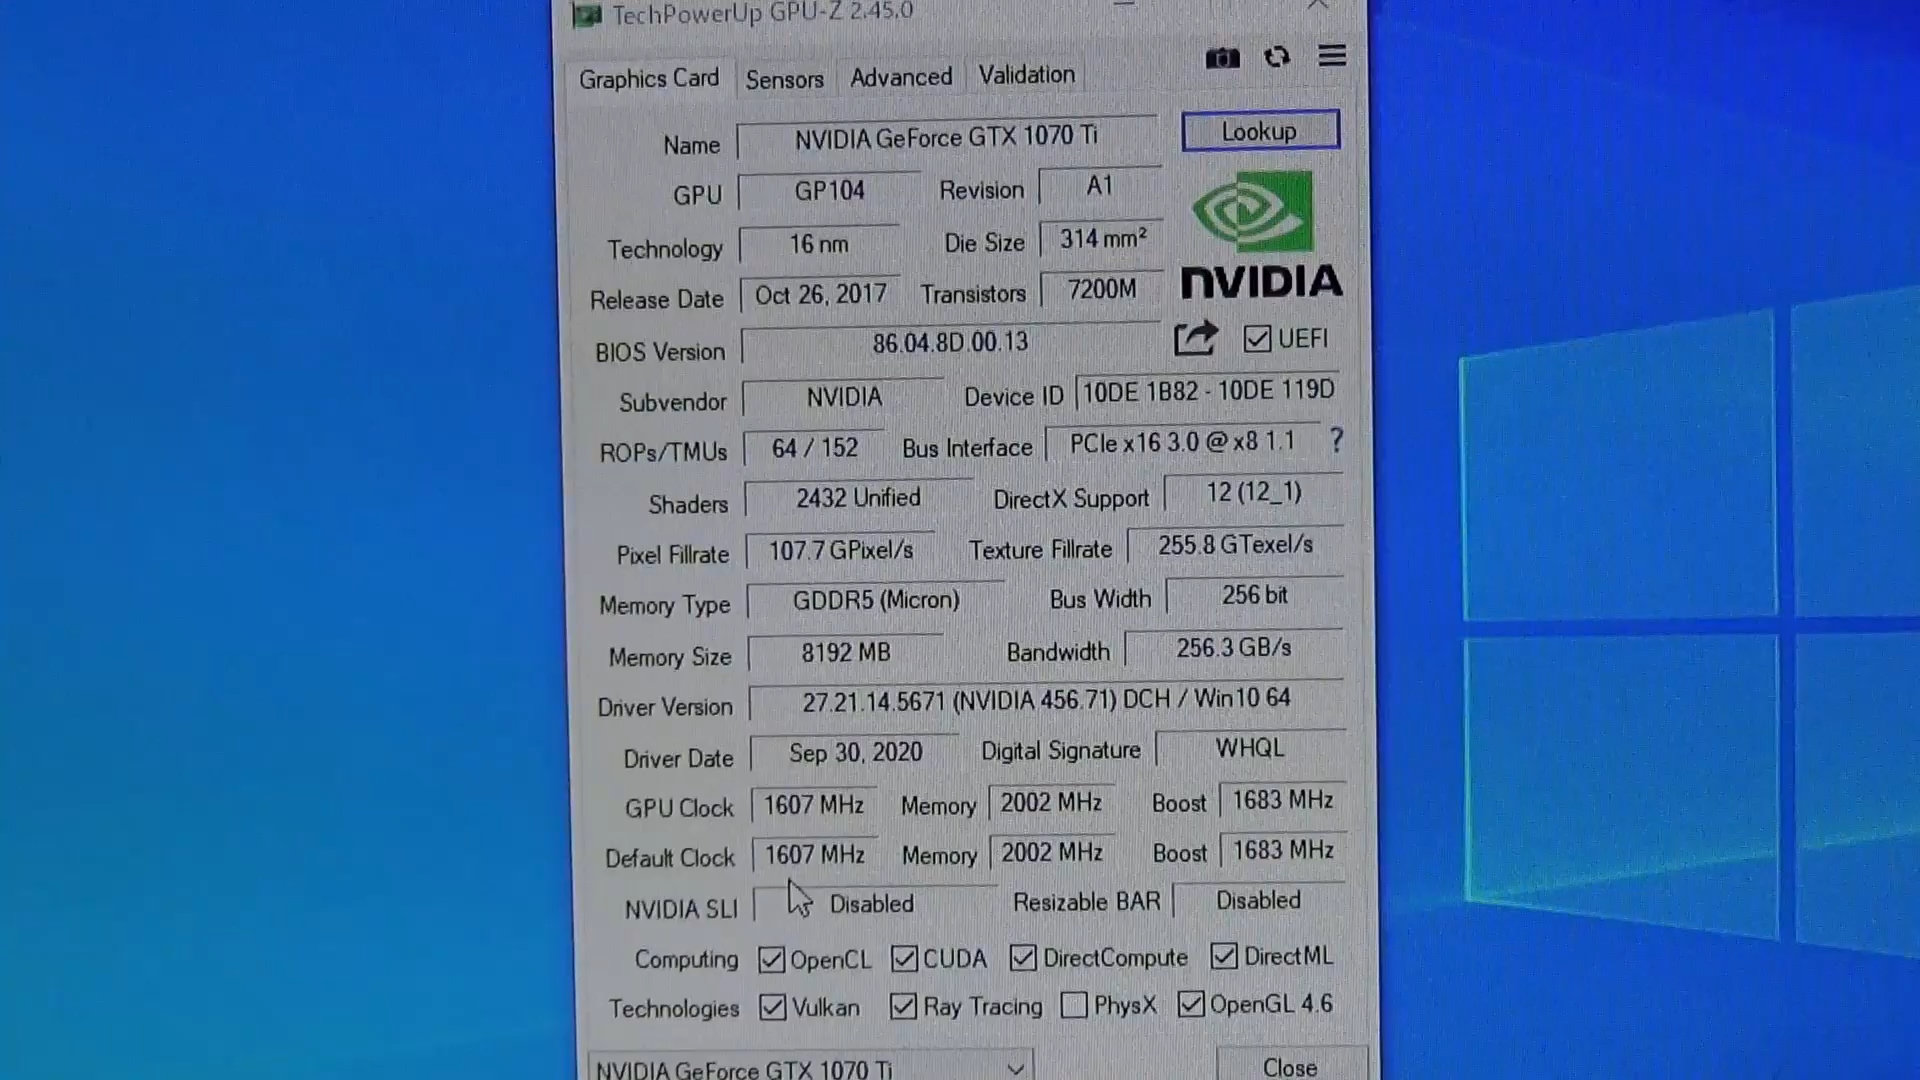 TechPowerUp GPU-Z 2.45.0
Graphics Card Sensors Advanced Validation
Name NVIDIA GeForce GTX 1070 Ti Lookup
GPU GP104 Revision A1
Technology 16 nm Die Size 314 mm²
Release Date Oct 26, 2017 Transistors 7200M NVIDIA
BIOS Version 86.04.8D.00.13 UEFI
Subvendor NVIDIA Device ID 10DE 1B82 - 10DE 119D
ROPs/TMUs 64 / 152 Bus Interface PCIe x16 3.0 @ x8 1.1 ?
Shaders 2432 Unified DirectX Support 12 (12_1)
Pixel Fillrate 107.7 GPixel/s Texture Fillrate 255.8 GTexel/s
Memory Type GDDR5 (Micron) Bus Width 256 bit
Memory Size 8192 MB Bandwidth 256.3 GB/s
Driver Version 27.21.14.5671 (NVIDIA 456.71) DCH / Win10 64
Driver Date Sep 30, 2020 Digital Signature WHQL
GPU Clock 1607 MHz Memory 2002 MHz Boost 1683 MHz
Default Clock 1607 MHz Memory 2002 MHz Boost 1683 MHz
NVIDIA SLI Disabled Resizable BAR Disabled
Computing OpenCL CUDA DirectCompute DirectML
Technologies Vulkan Ray Tracing PhysX OpenGL 4.6
NVIDIA GeForce GTX 1070 Ti Close